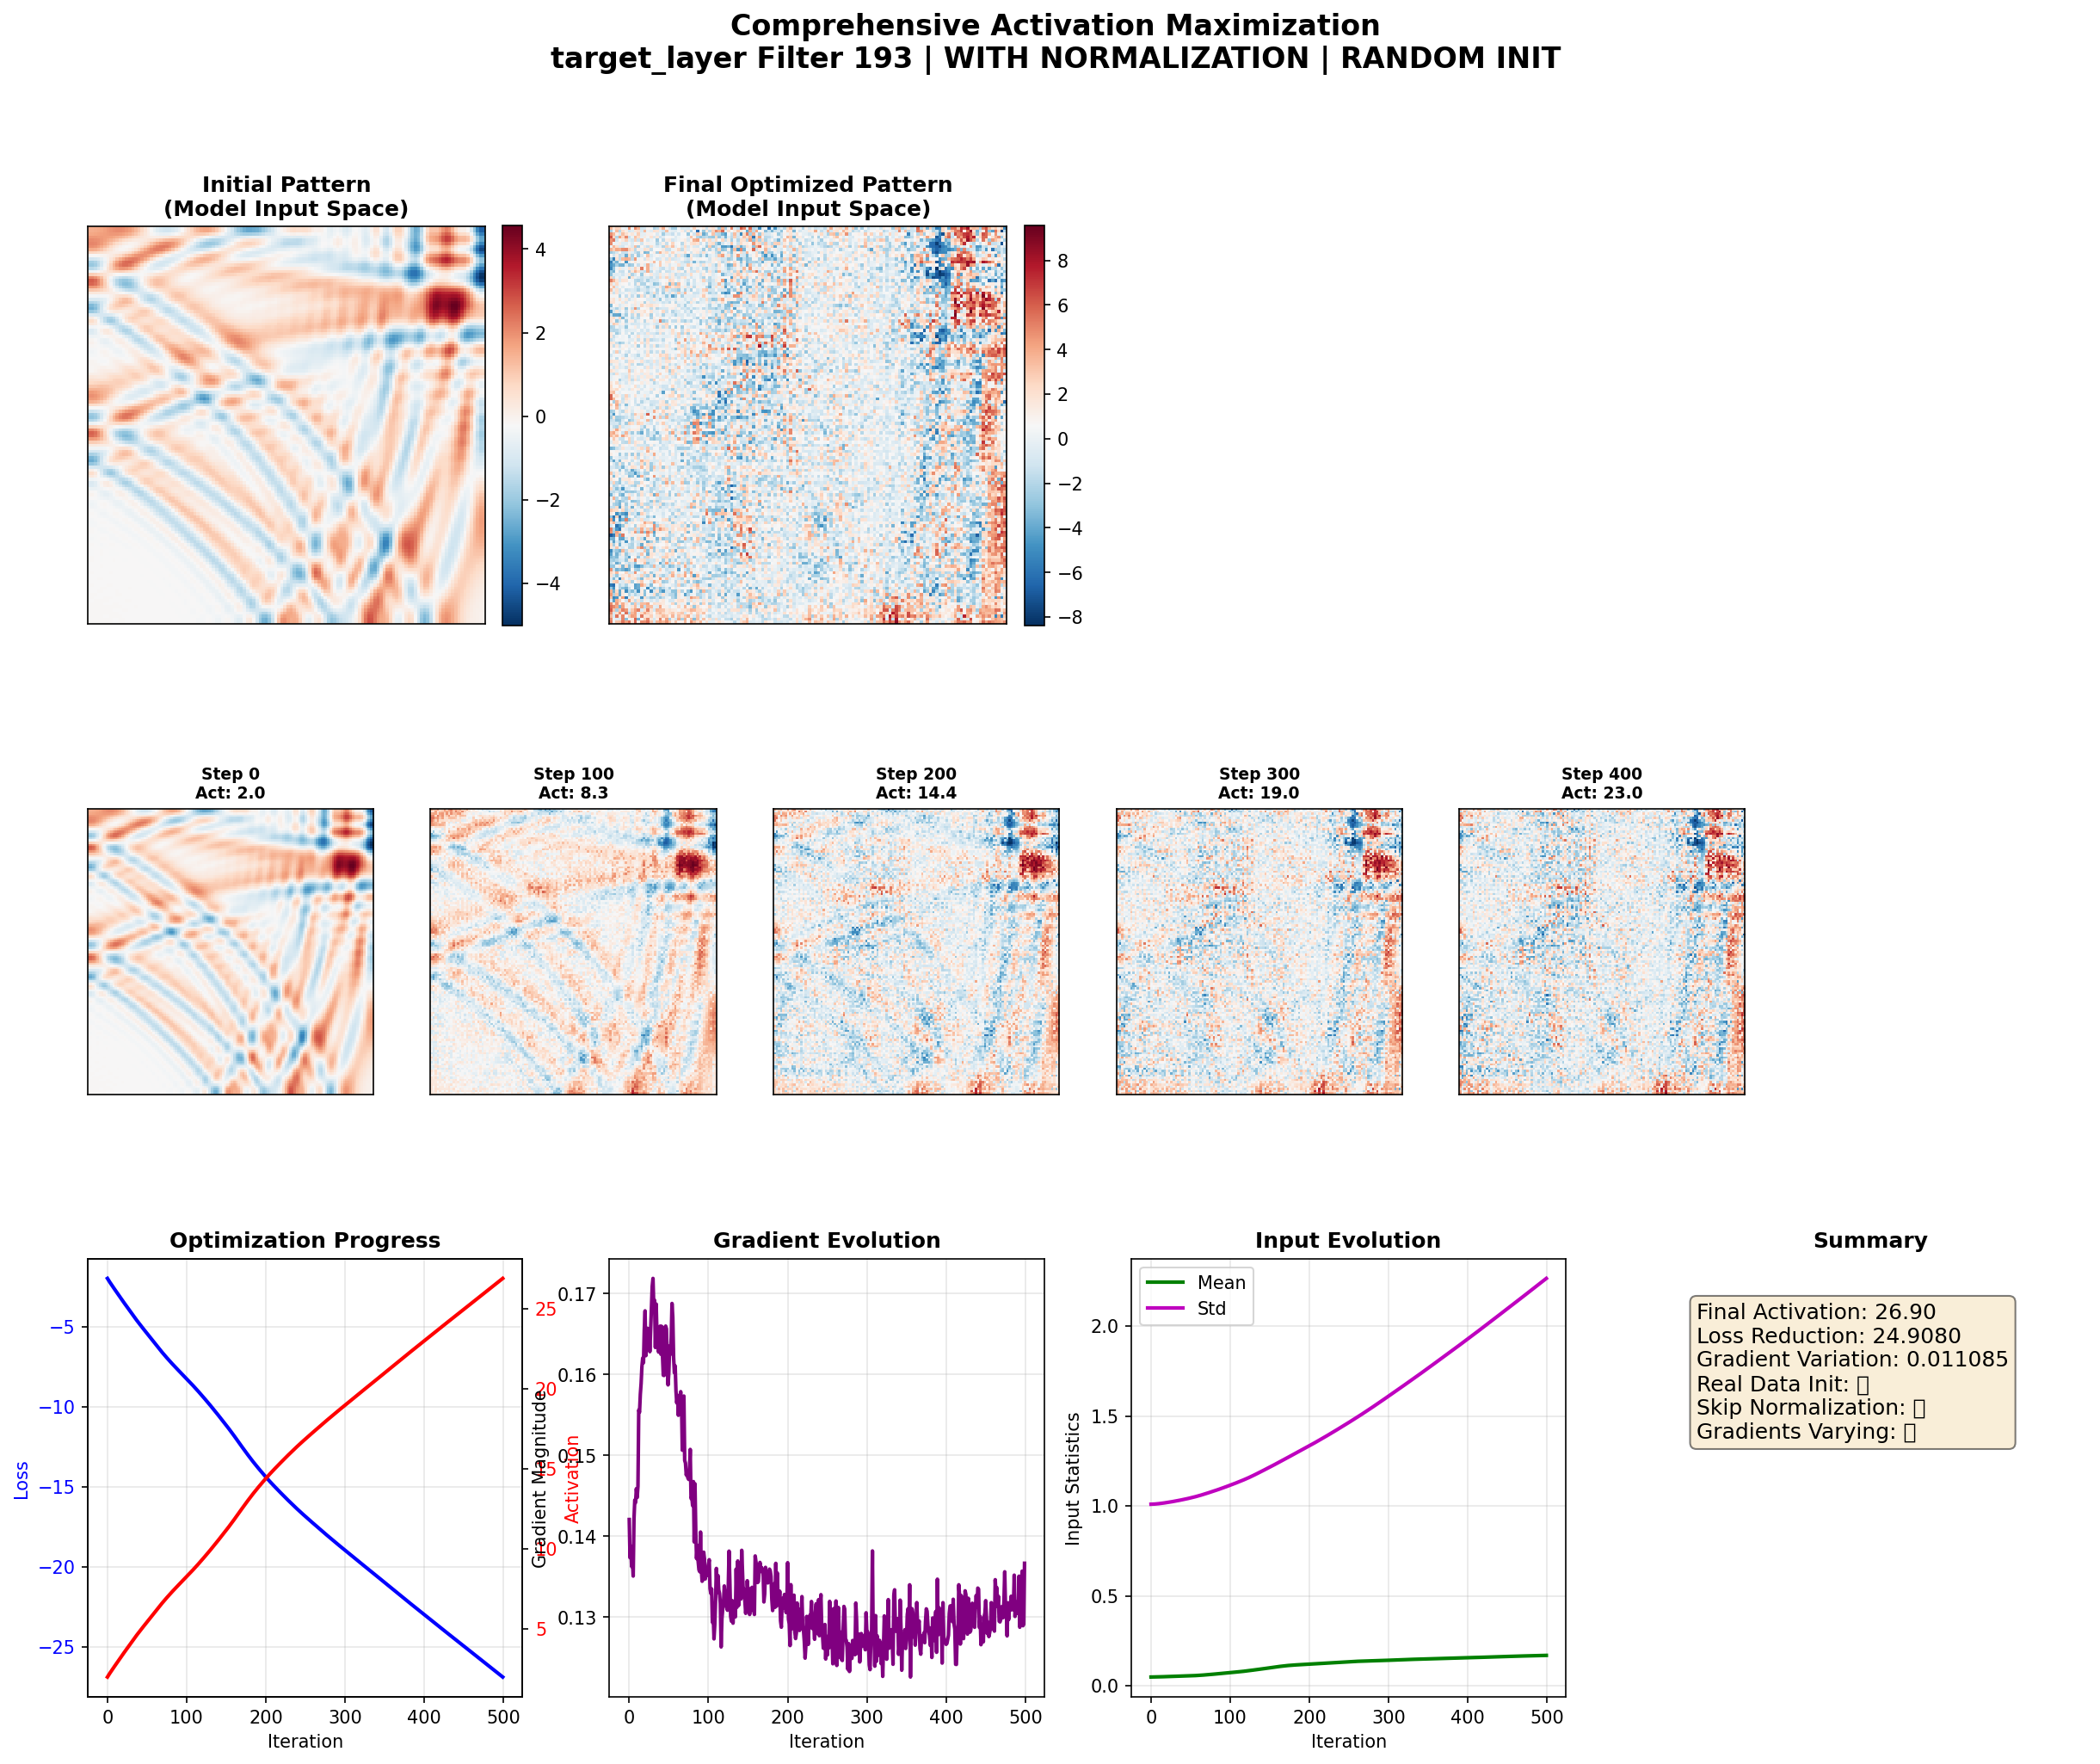 Comprehensive Activation Maximization
target_layer Filter 193 | WITH NORMALIZATION | RANDOM INIT
Initial Pattern
(Model Input Space)
4
2
0
−2
−4
Final Optimized Pattern
(Model Input Space)
8
6
4
2
0
−2
−4
−6
−8
Step 0
Act: 2.0
Step 100
Act: 8.3
Step 200
Act: 14.4
Step 300
Act: 19.0
Step 400
Act: 23.0
Optimization Progress
Loss
−5
−10
−15
−20
−25
0 100 200 300 400 500
Iteration
25
20
15
10
5
Activation
Gradient Evolution
Gradient Magnitude
0.17
0.16
0.15
0.14
0.13
0 100 200 300 400 500
Iteration
Input Evolution
Mean
Std
Input Statistics
2.0
1.5
1.0
0.5
0.0
0 100 200 300 400 500
Iteration
Summary
Final Activation: 26.90
Loss Reduction: 24.9080
Gradient Variation: 0.011085
Real Data Init:
Skip Normalization:
Gradients Varying: